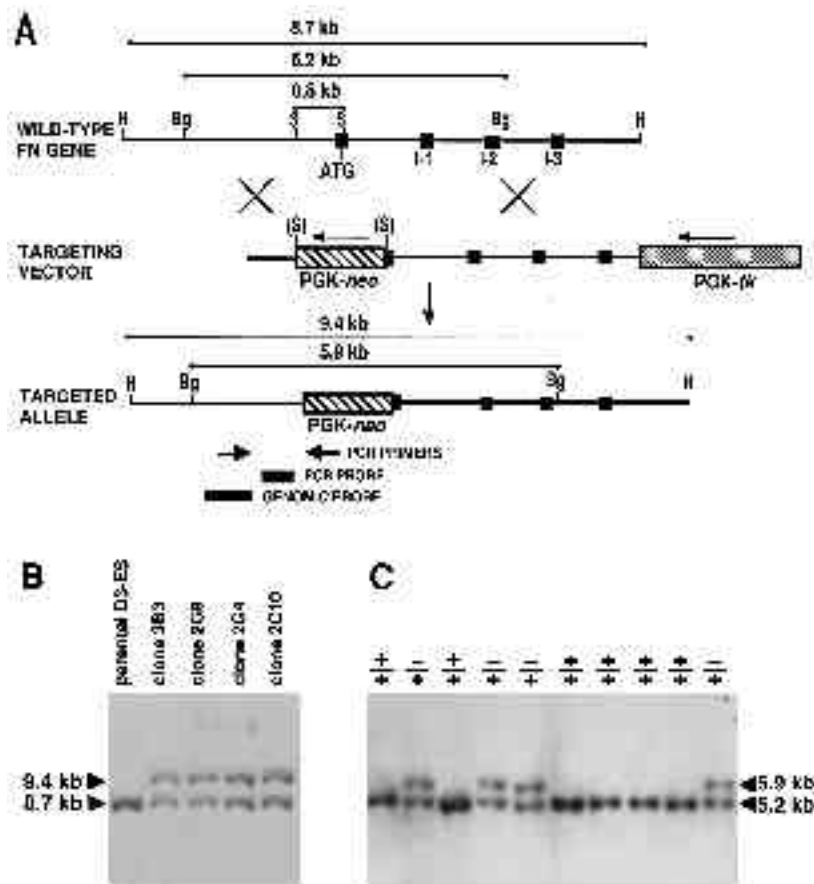 A
8.7 kb
5.2 kb
0.8 kb
H Bg S S Bg H
WILD-TYPE
FN GENE
I-1 I-2 I-3
ATG
(S) (S)
TARGETING
VECTOR
PGK-neo PGK-tk
9.4 kb
5.9 kb
H Bg Bg H
TARGETED
ALLELE
PGK-neo
PCR PRIMERS
PCR PROBE
GENOMIC PROBE
B
C
parental D3-ES
clone 3B3
clone 2G8
clone 2G4
clone 2C10
+ − + − − + + + + −
+ + + + + + + + + +
9.4 kb
8.7 kb
5.9 kb
5.2 kb